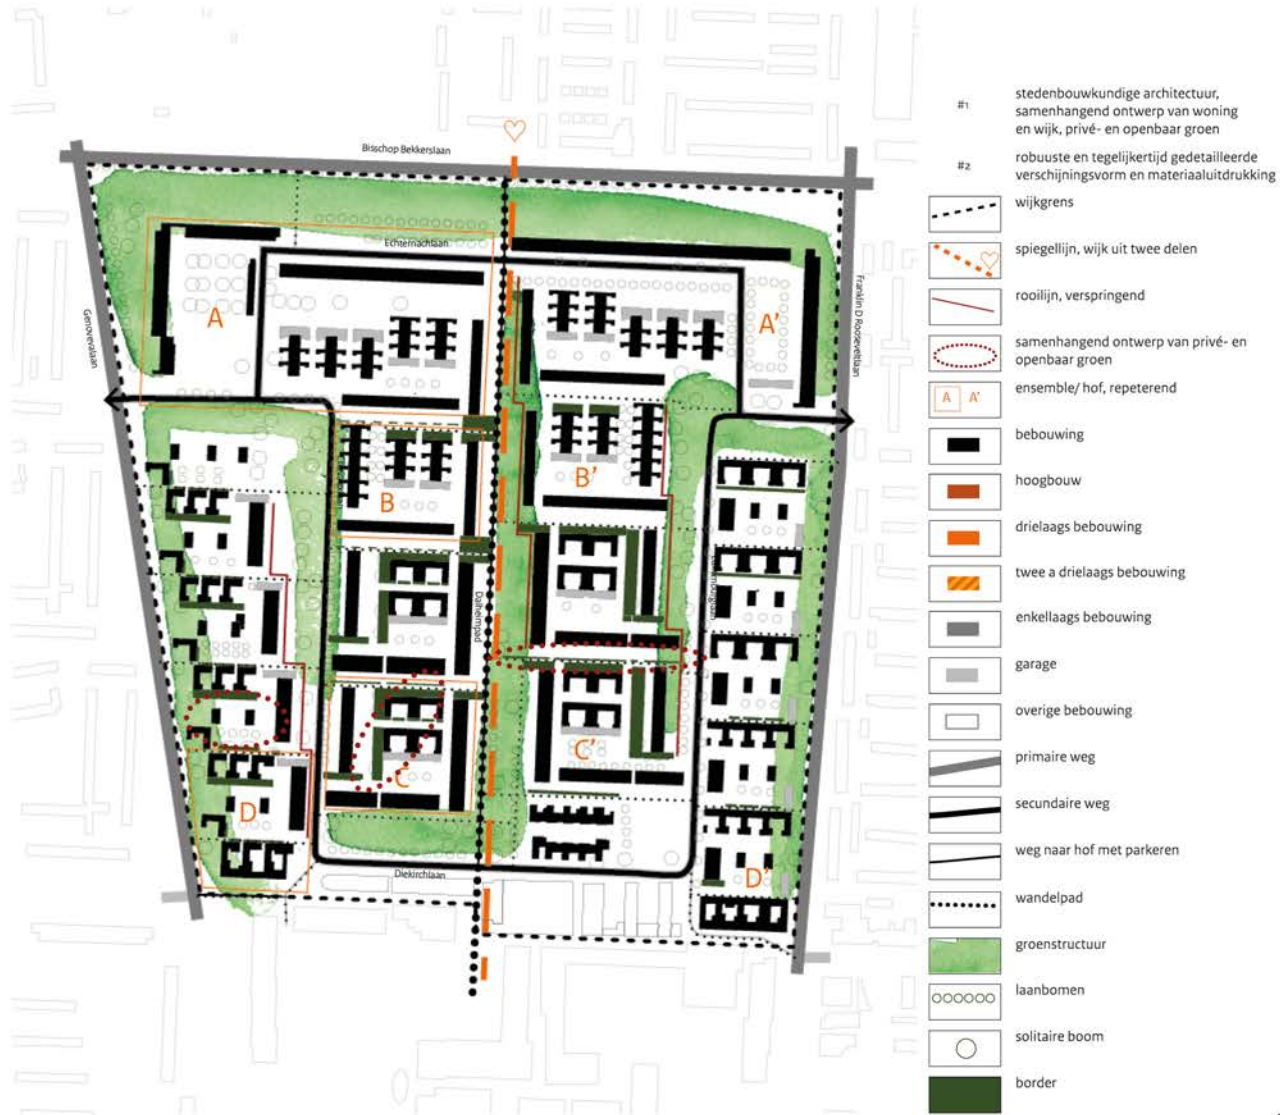 Bisschop Bekkerslaan
Echternachlaan
Genovevalaan
Franklin D Rooseveltlaan
A
A'
B
B'
Dalheimpad
C
C'
D
D'
Diekirchlaan
#1
stedenbouwkundige architectuur,
samenhangend ontwerp van woning
en wijk, privé- en openbaar groen
#2
robuuste en tegelijkertijd gedetailleerde
verschijningsvorm en materiaaluitdrukking
wijkgrens
spiegellijn, wijk uit twee delen
rooilijn, verspringend
samenhangend ontwerp van privé- en
openbaar groen
A A'
ensemble/ hof, repeterend
bebouwing
hoogbouw
drielaags bebouwing
twee a drielaags bebouwing
enkellaags bebouwing
garage
overige bebouwing
primaire weg
secundaire weg
weg naar hof met parkeren
wandelpad
groenstructuur
laanbomen
solitaire boom
border